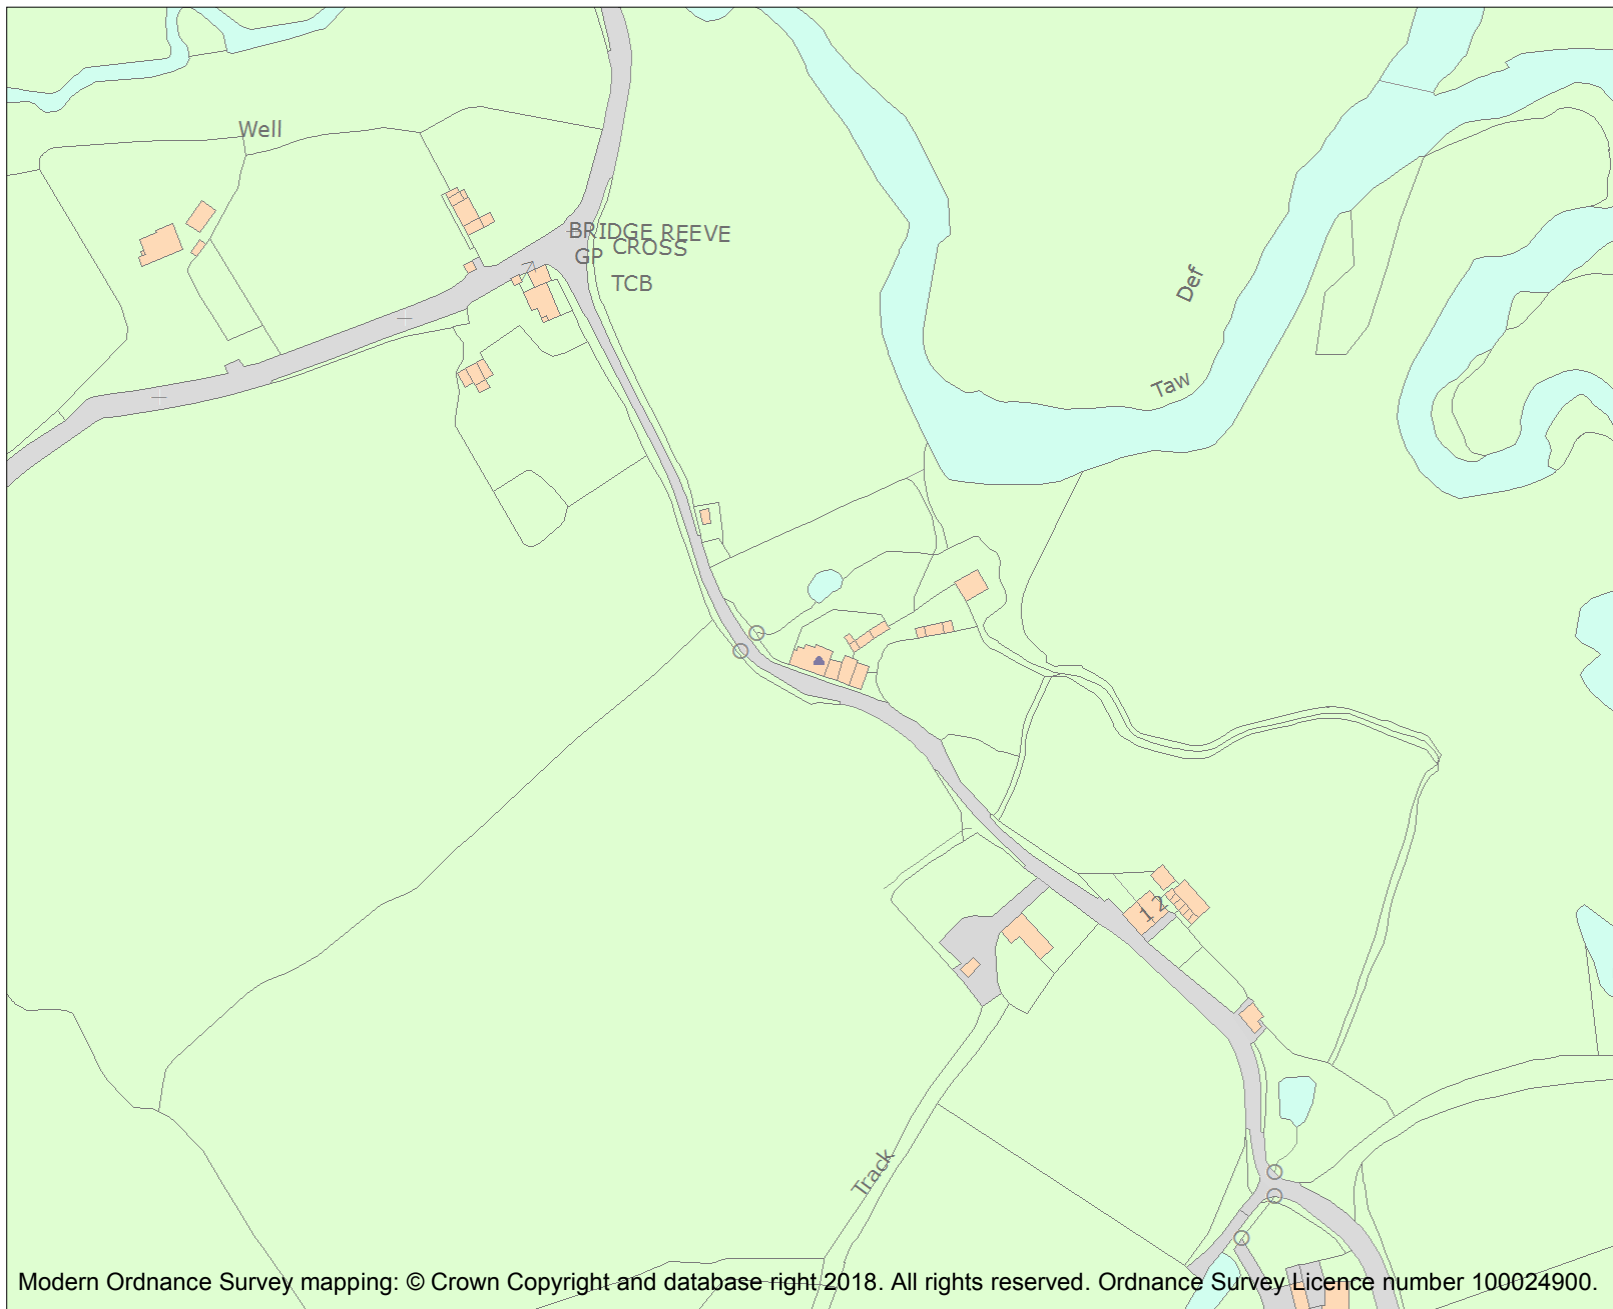 Well
BRIDGE REEVE
CROSS
GP
TCB
Def
Taw
1 2
Track
Modern Ordnance Survey mapping: © Crown Copyright and database right 2018. All rights reserved. Ordnance Survey Licence number 100024900.